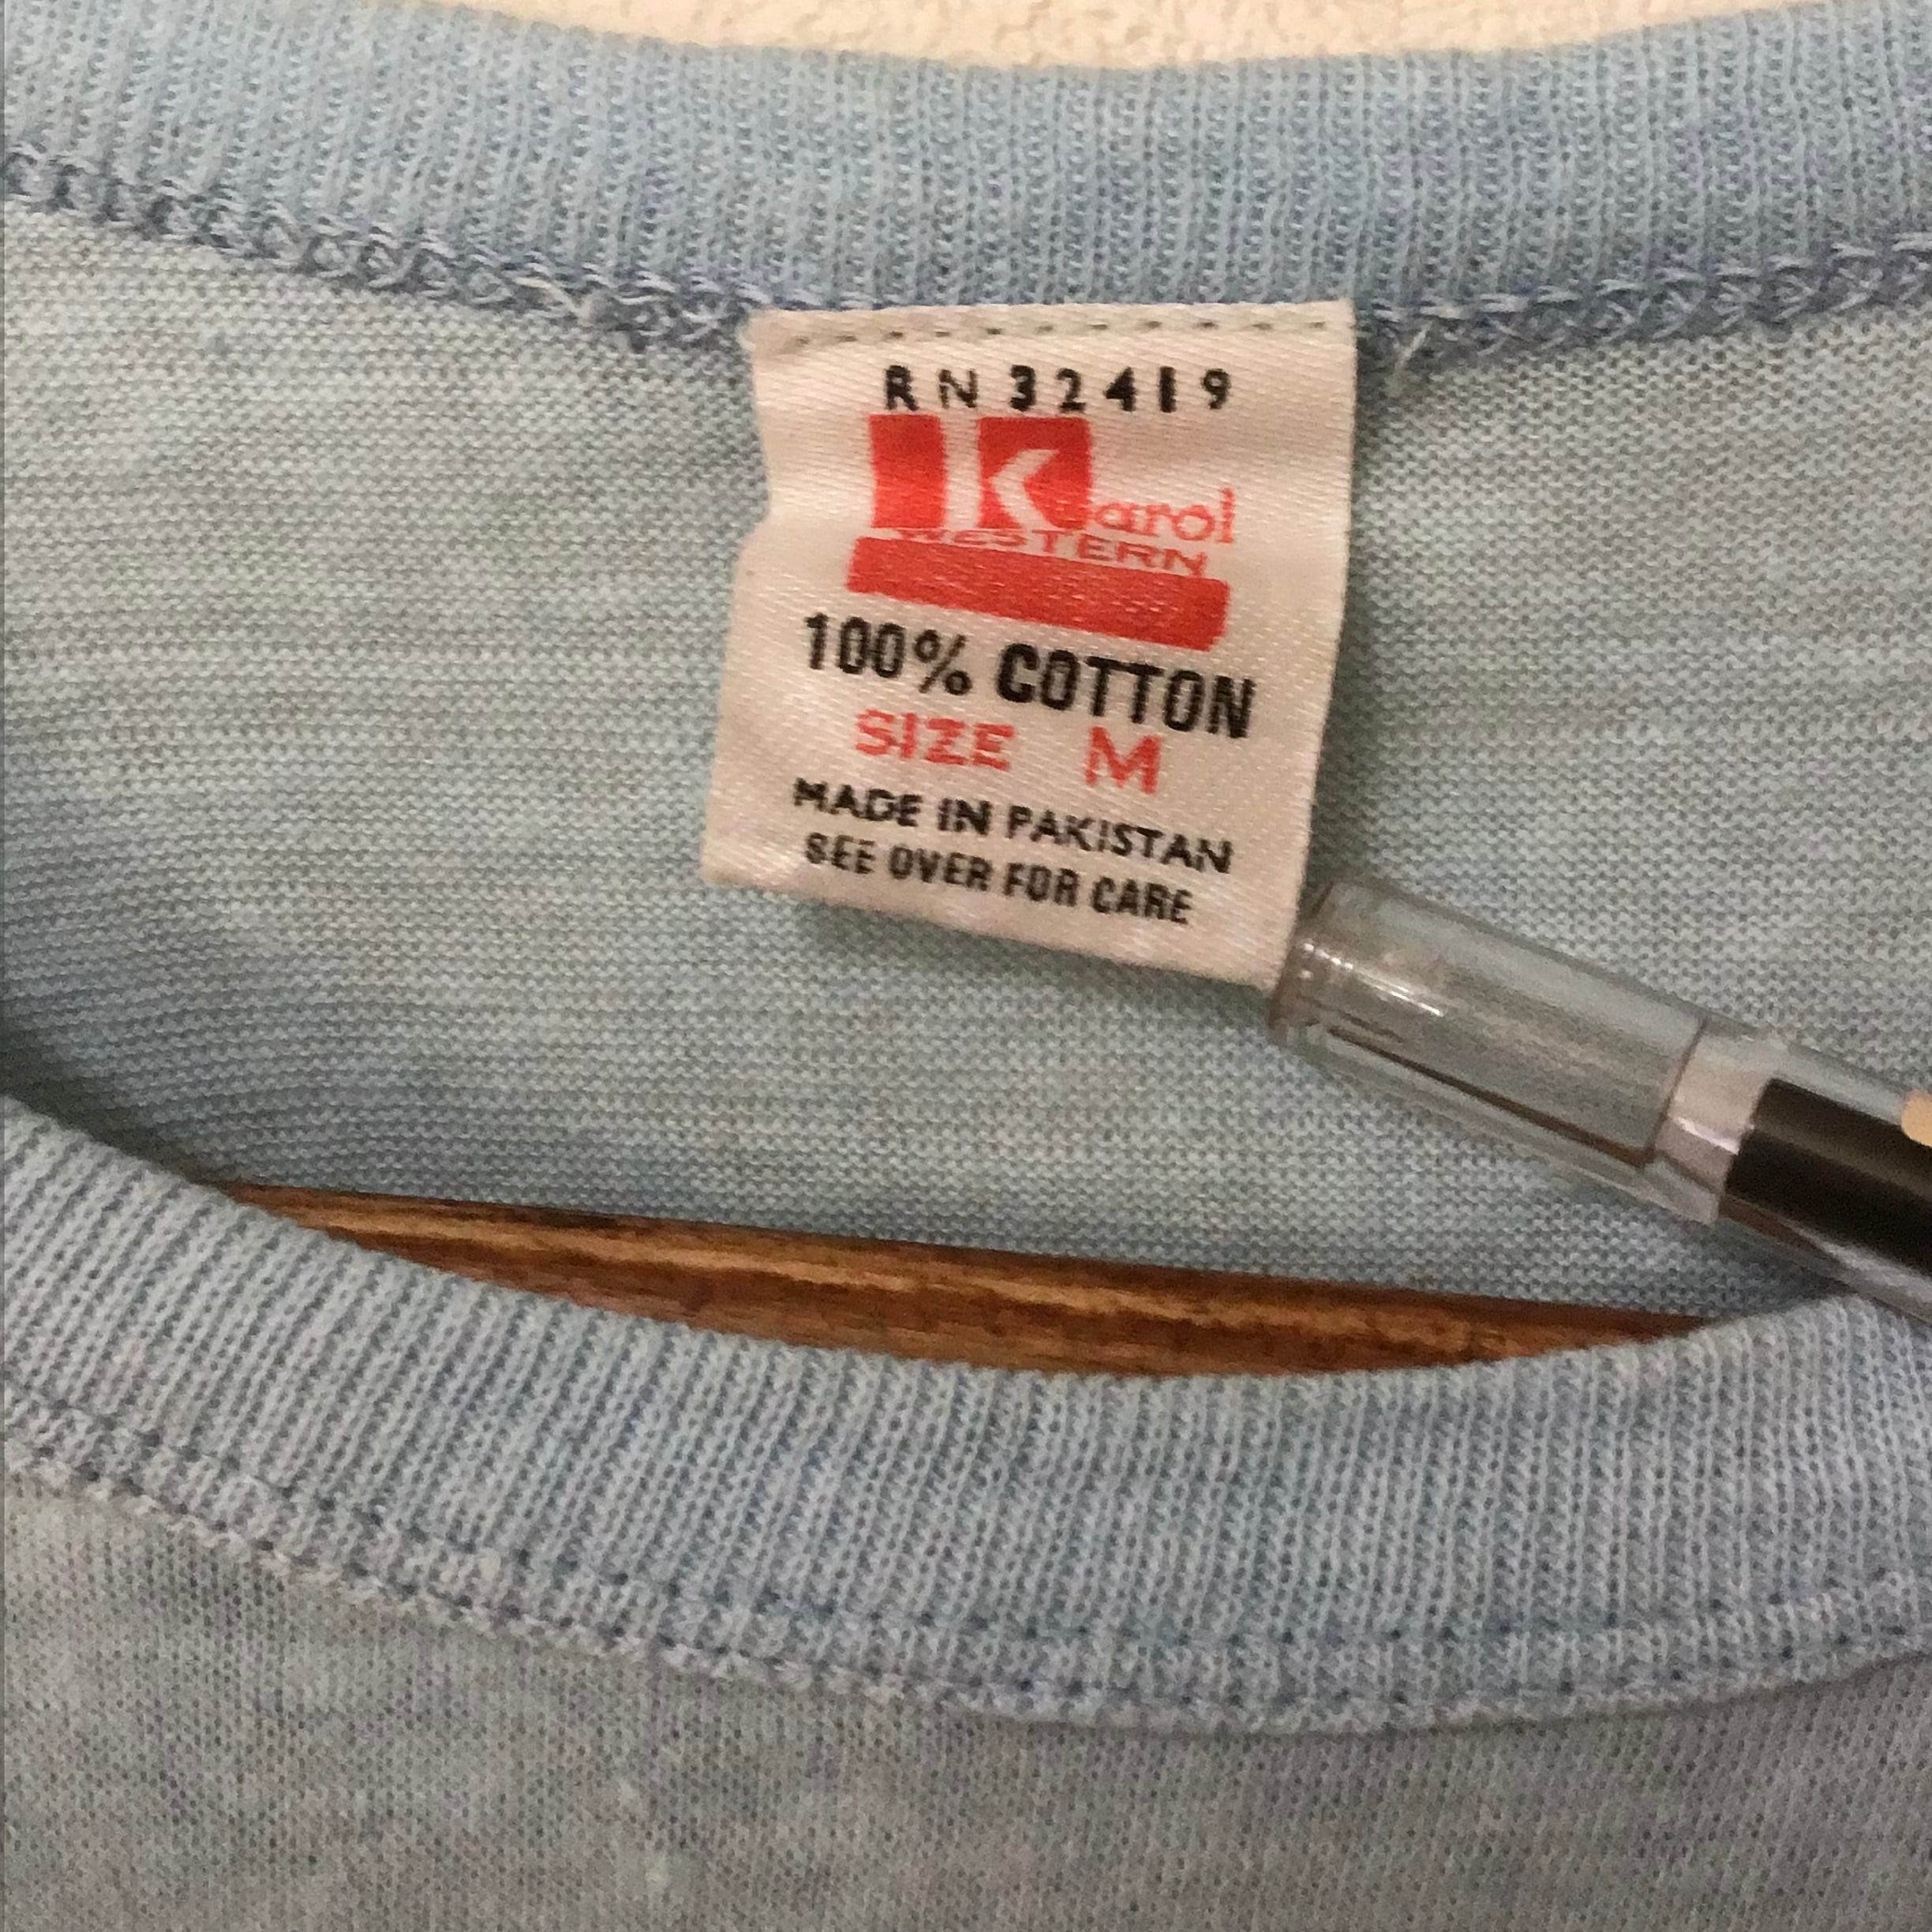 RN 32419
Karol
WESTERN
100% COTTON
SIZE M
MADE IN PAKISTAN
SEE OVER FOR CARE